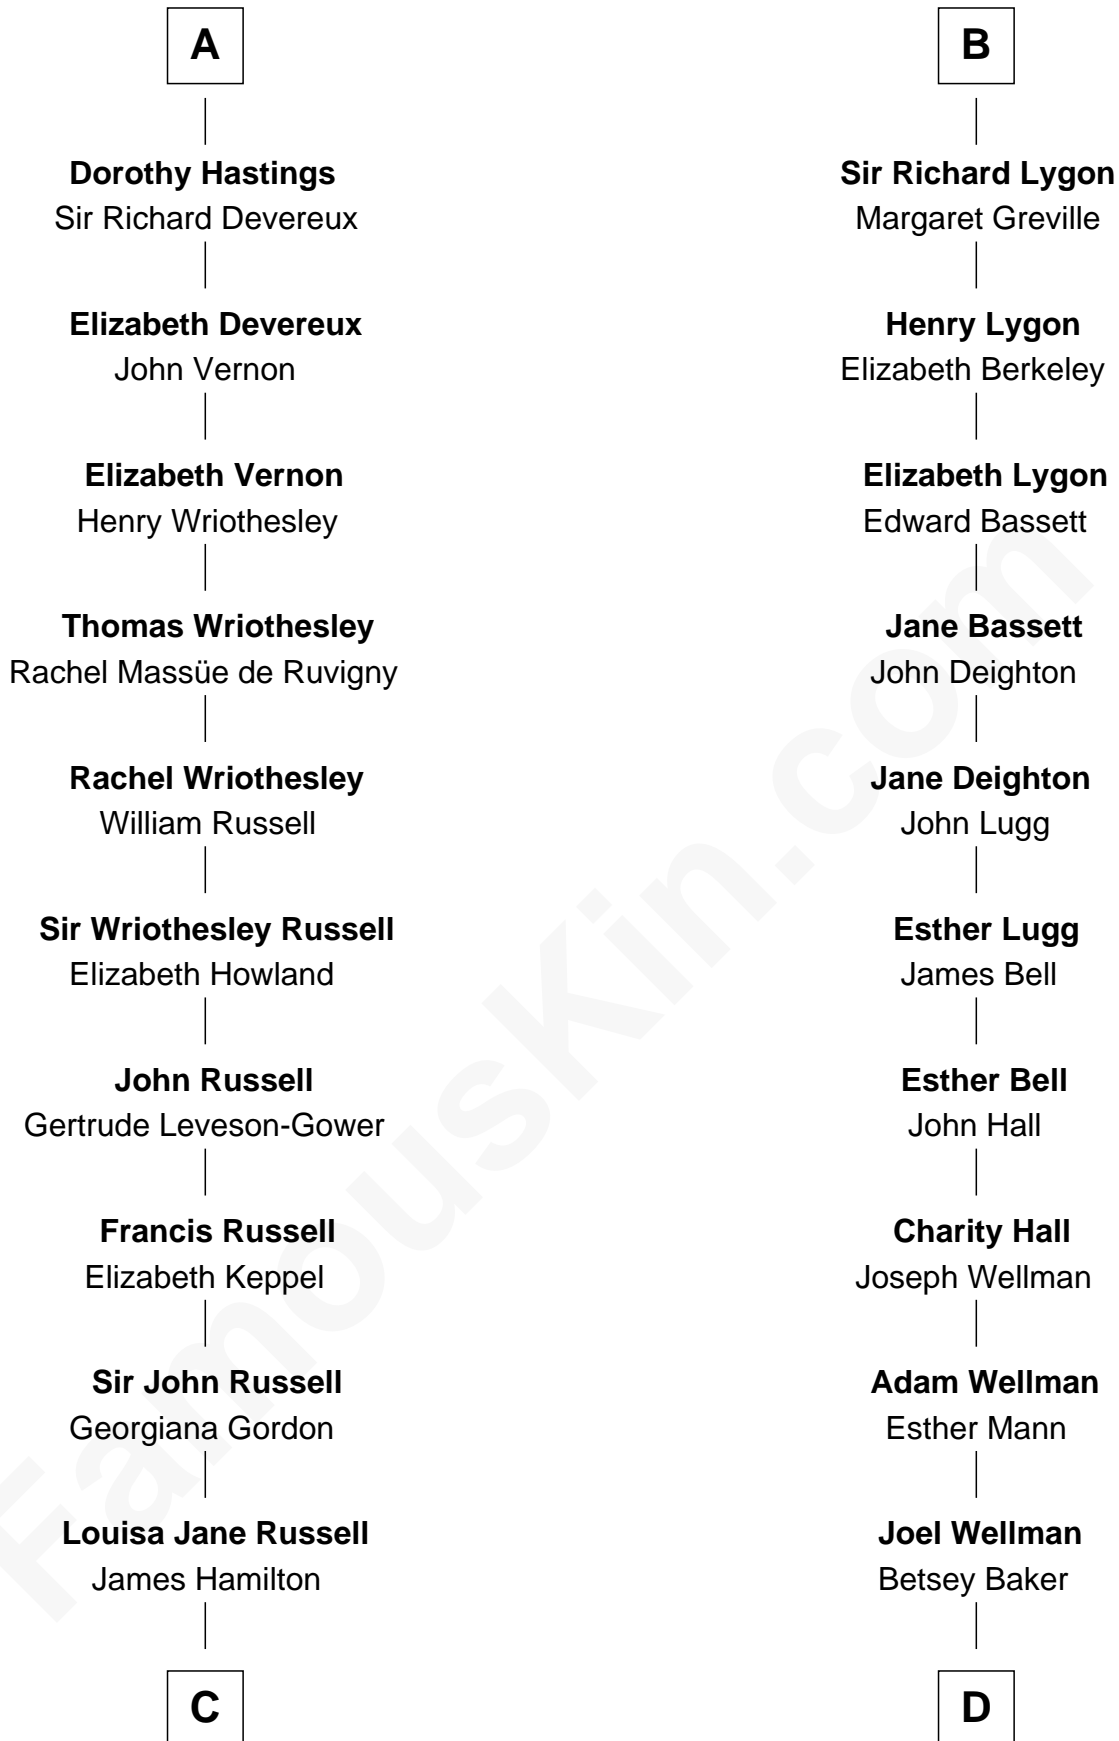 A
Dorothy Hastings
Sir Richard Devereux
Elizabeth Devereux
John Vernon
Elizabeth Vernon
Henry Wriothesley
Thomas Wriothesley
Rachel Massüe de Ruvigny
Rachel Wriothesley
William Russell
Sir Wriothesley Russell
Elizabeth Howland
John Russell
Gertrude Leveson-Gower
Francis Russell
Elizabeth Keppel
Sir John Russell
Georgiana Gordon
Louisa Jane Russell
James Hamilton
C
B
Sir Richard Lygon
Margaret Greville
Henry Lygon
Elizabeth Berkeley
Elizabeth Lygon
Edward Bassett
Jane Bassett
John Deighton
Jane Deighton
John Lugg
Esther Lugg
James Bell
Esther Bell
John Hall
Charity Hall
Joseph Wellman
Adam Wellman
Esther Mann
Joel Wellman
Betsey Baker
D
FamousKin.com